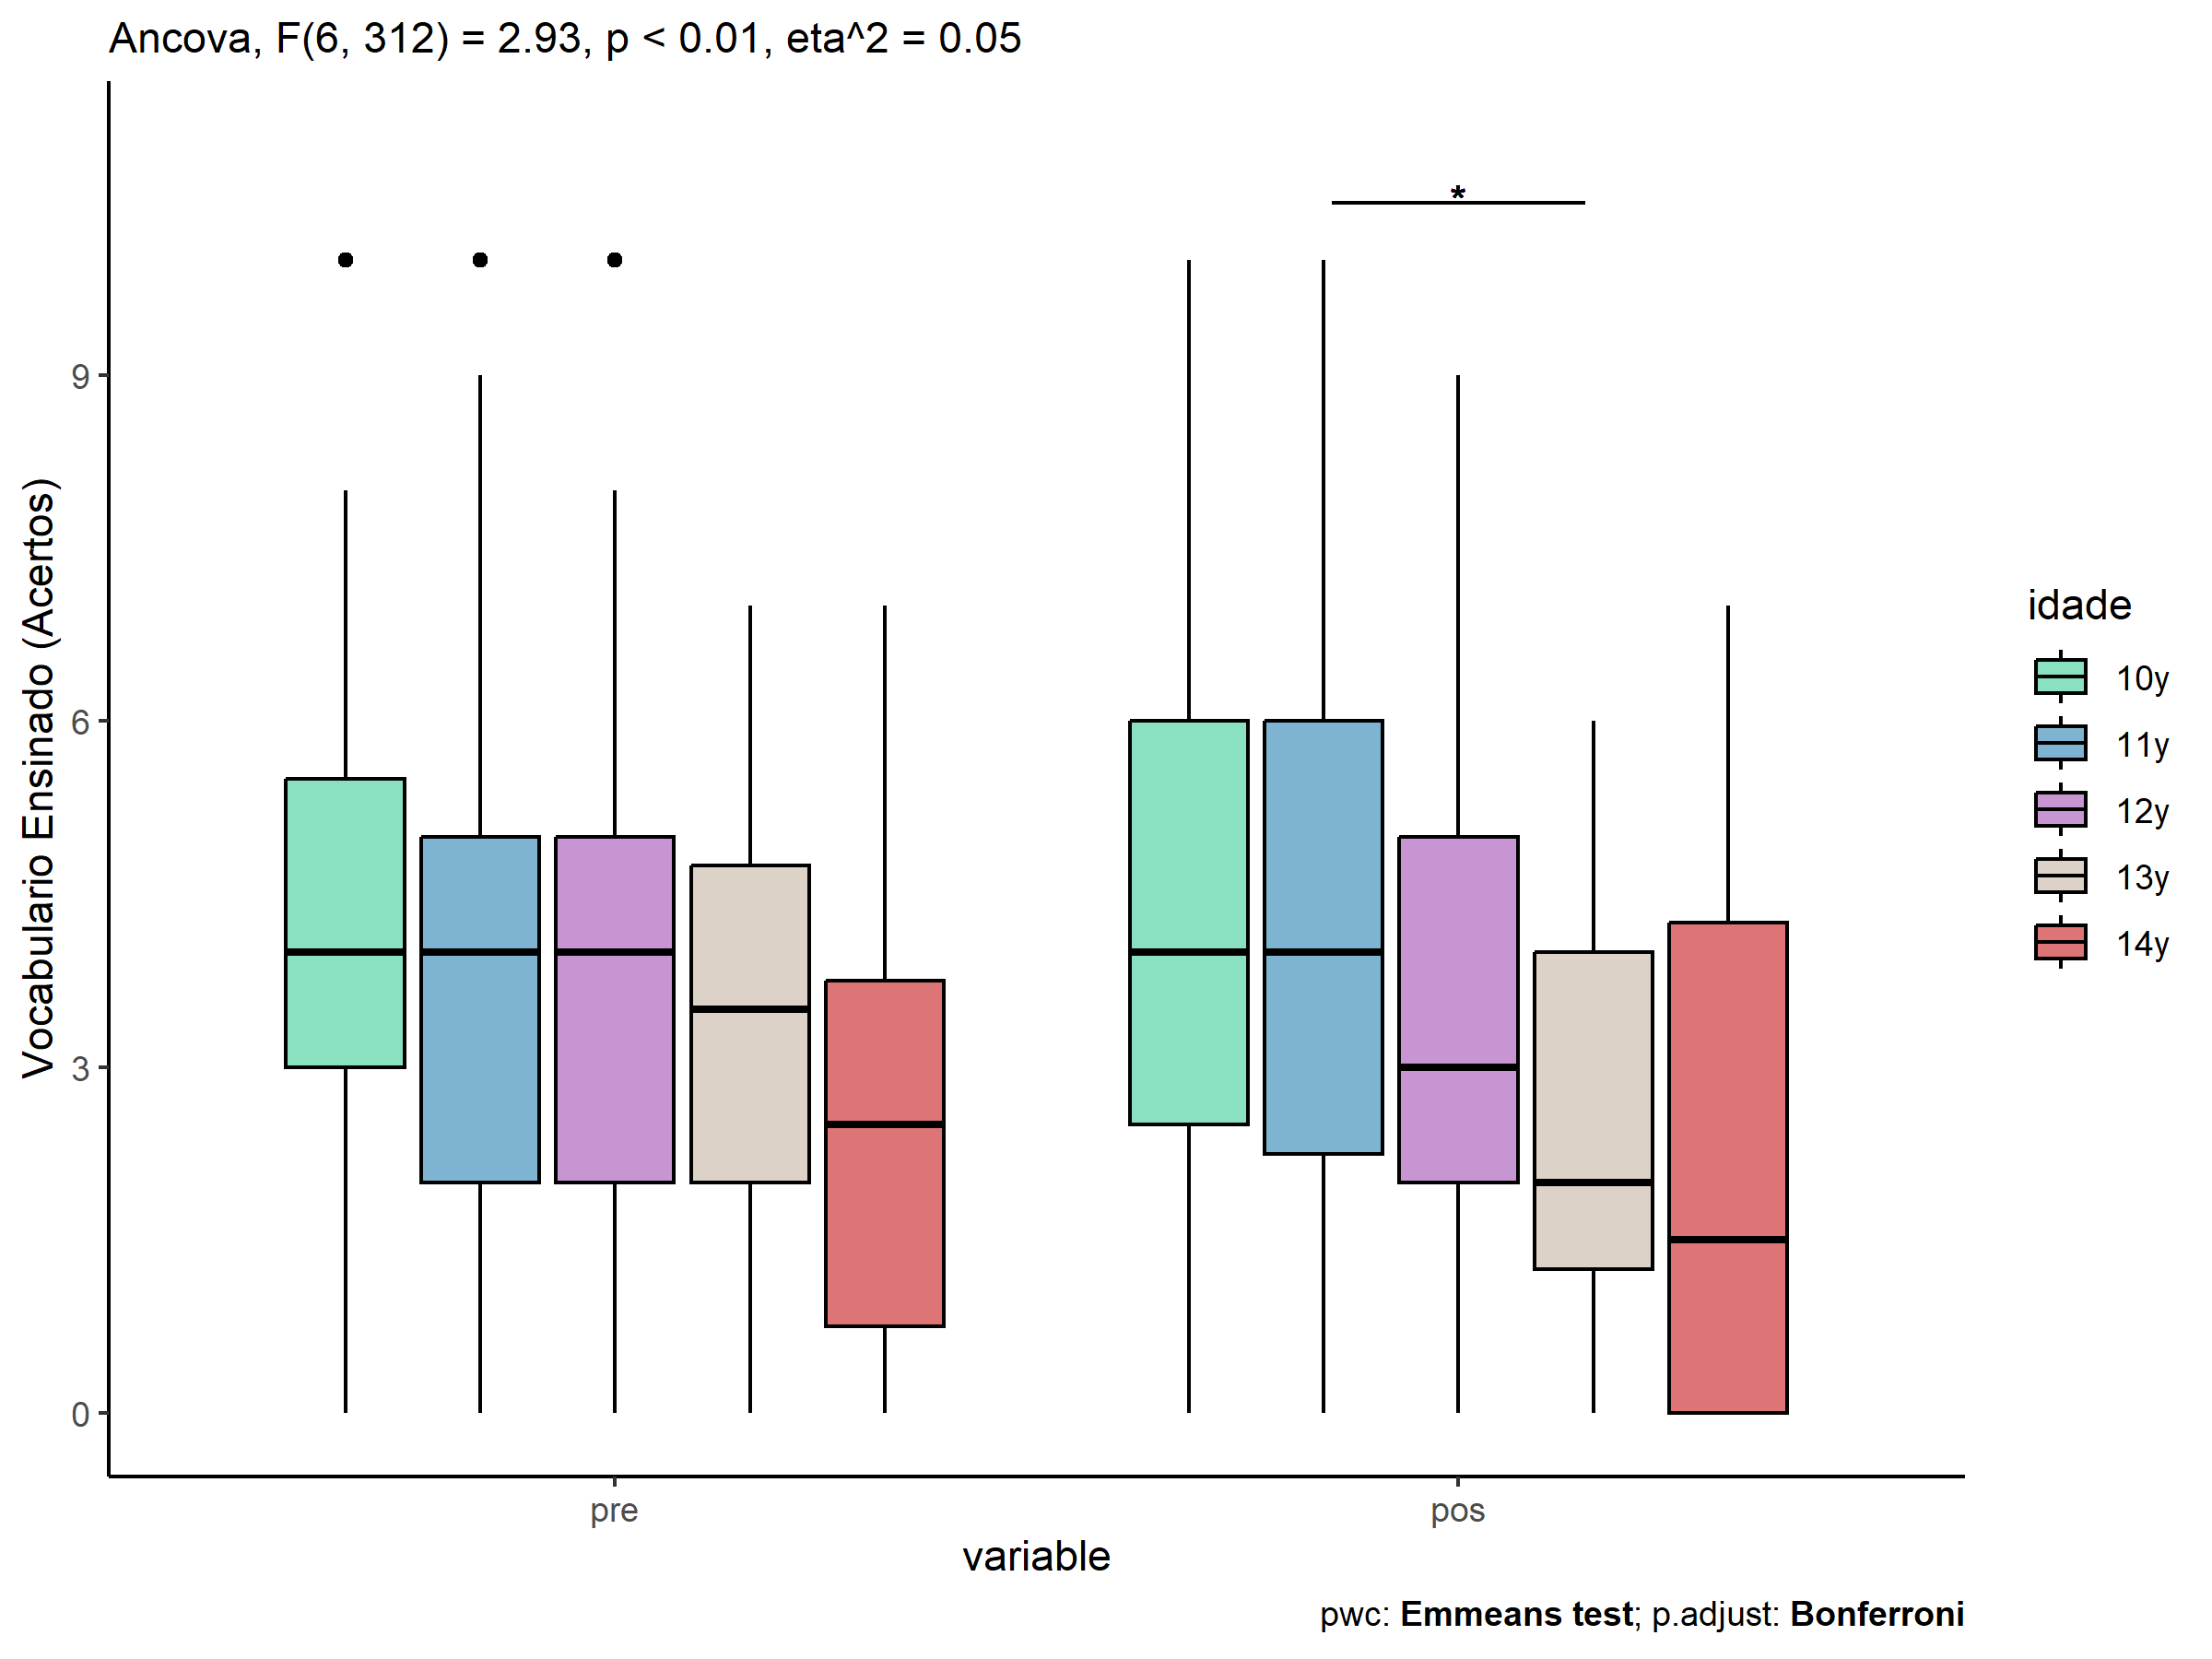 Ancova, F(6, 312) = 2.93, p < 0.01, eta^2 = 0.05
Vocabulario Ensinado (Acertos)
9
6
3
0
*
pre
pos
variable
idade
10y
11y
12y
13y
14y
pwc: Emmeans test; p.adjust: Bonferroni